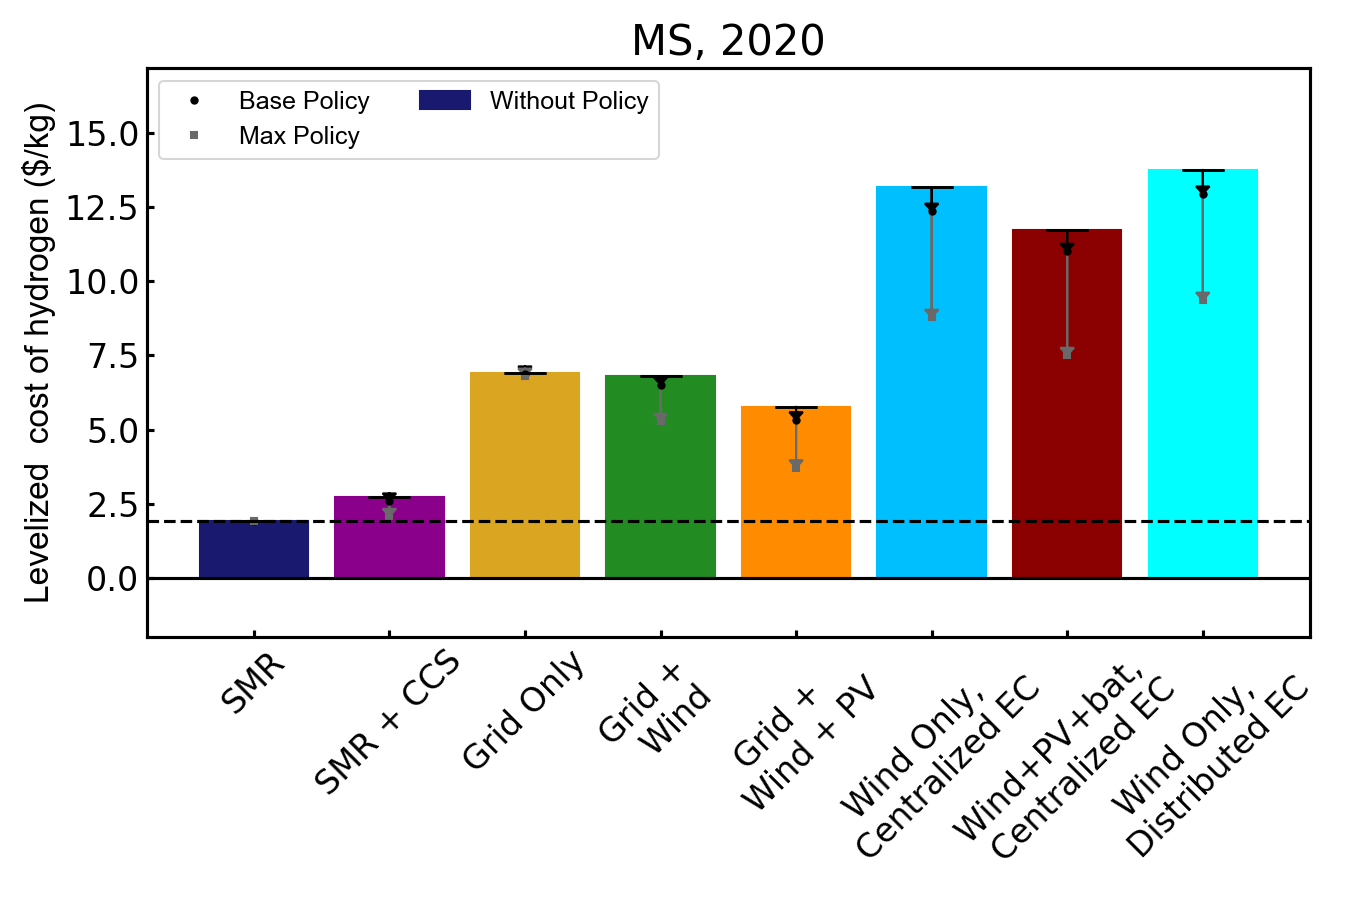 MS, 2020
Base Policy
Max Policy
Without Policy
Levelized cost of hydrogen ($/kg)
15.0
12.5
10.0
7.5
5.0
2.5
0.0
SMR
SMR + CCS
Grid Only
Grid +
Wind
Grid +
Wind + PV
Wind Only,
Centralized EC
Wind+PV+bat,
Centralized EC
Wind Only,
Distributed EC